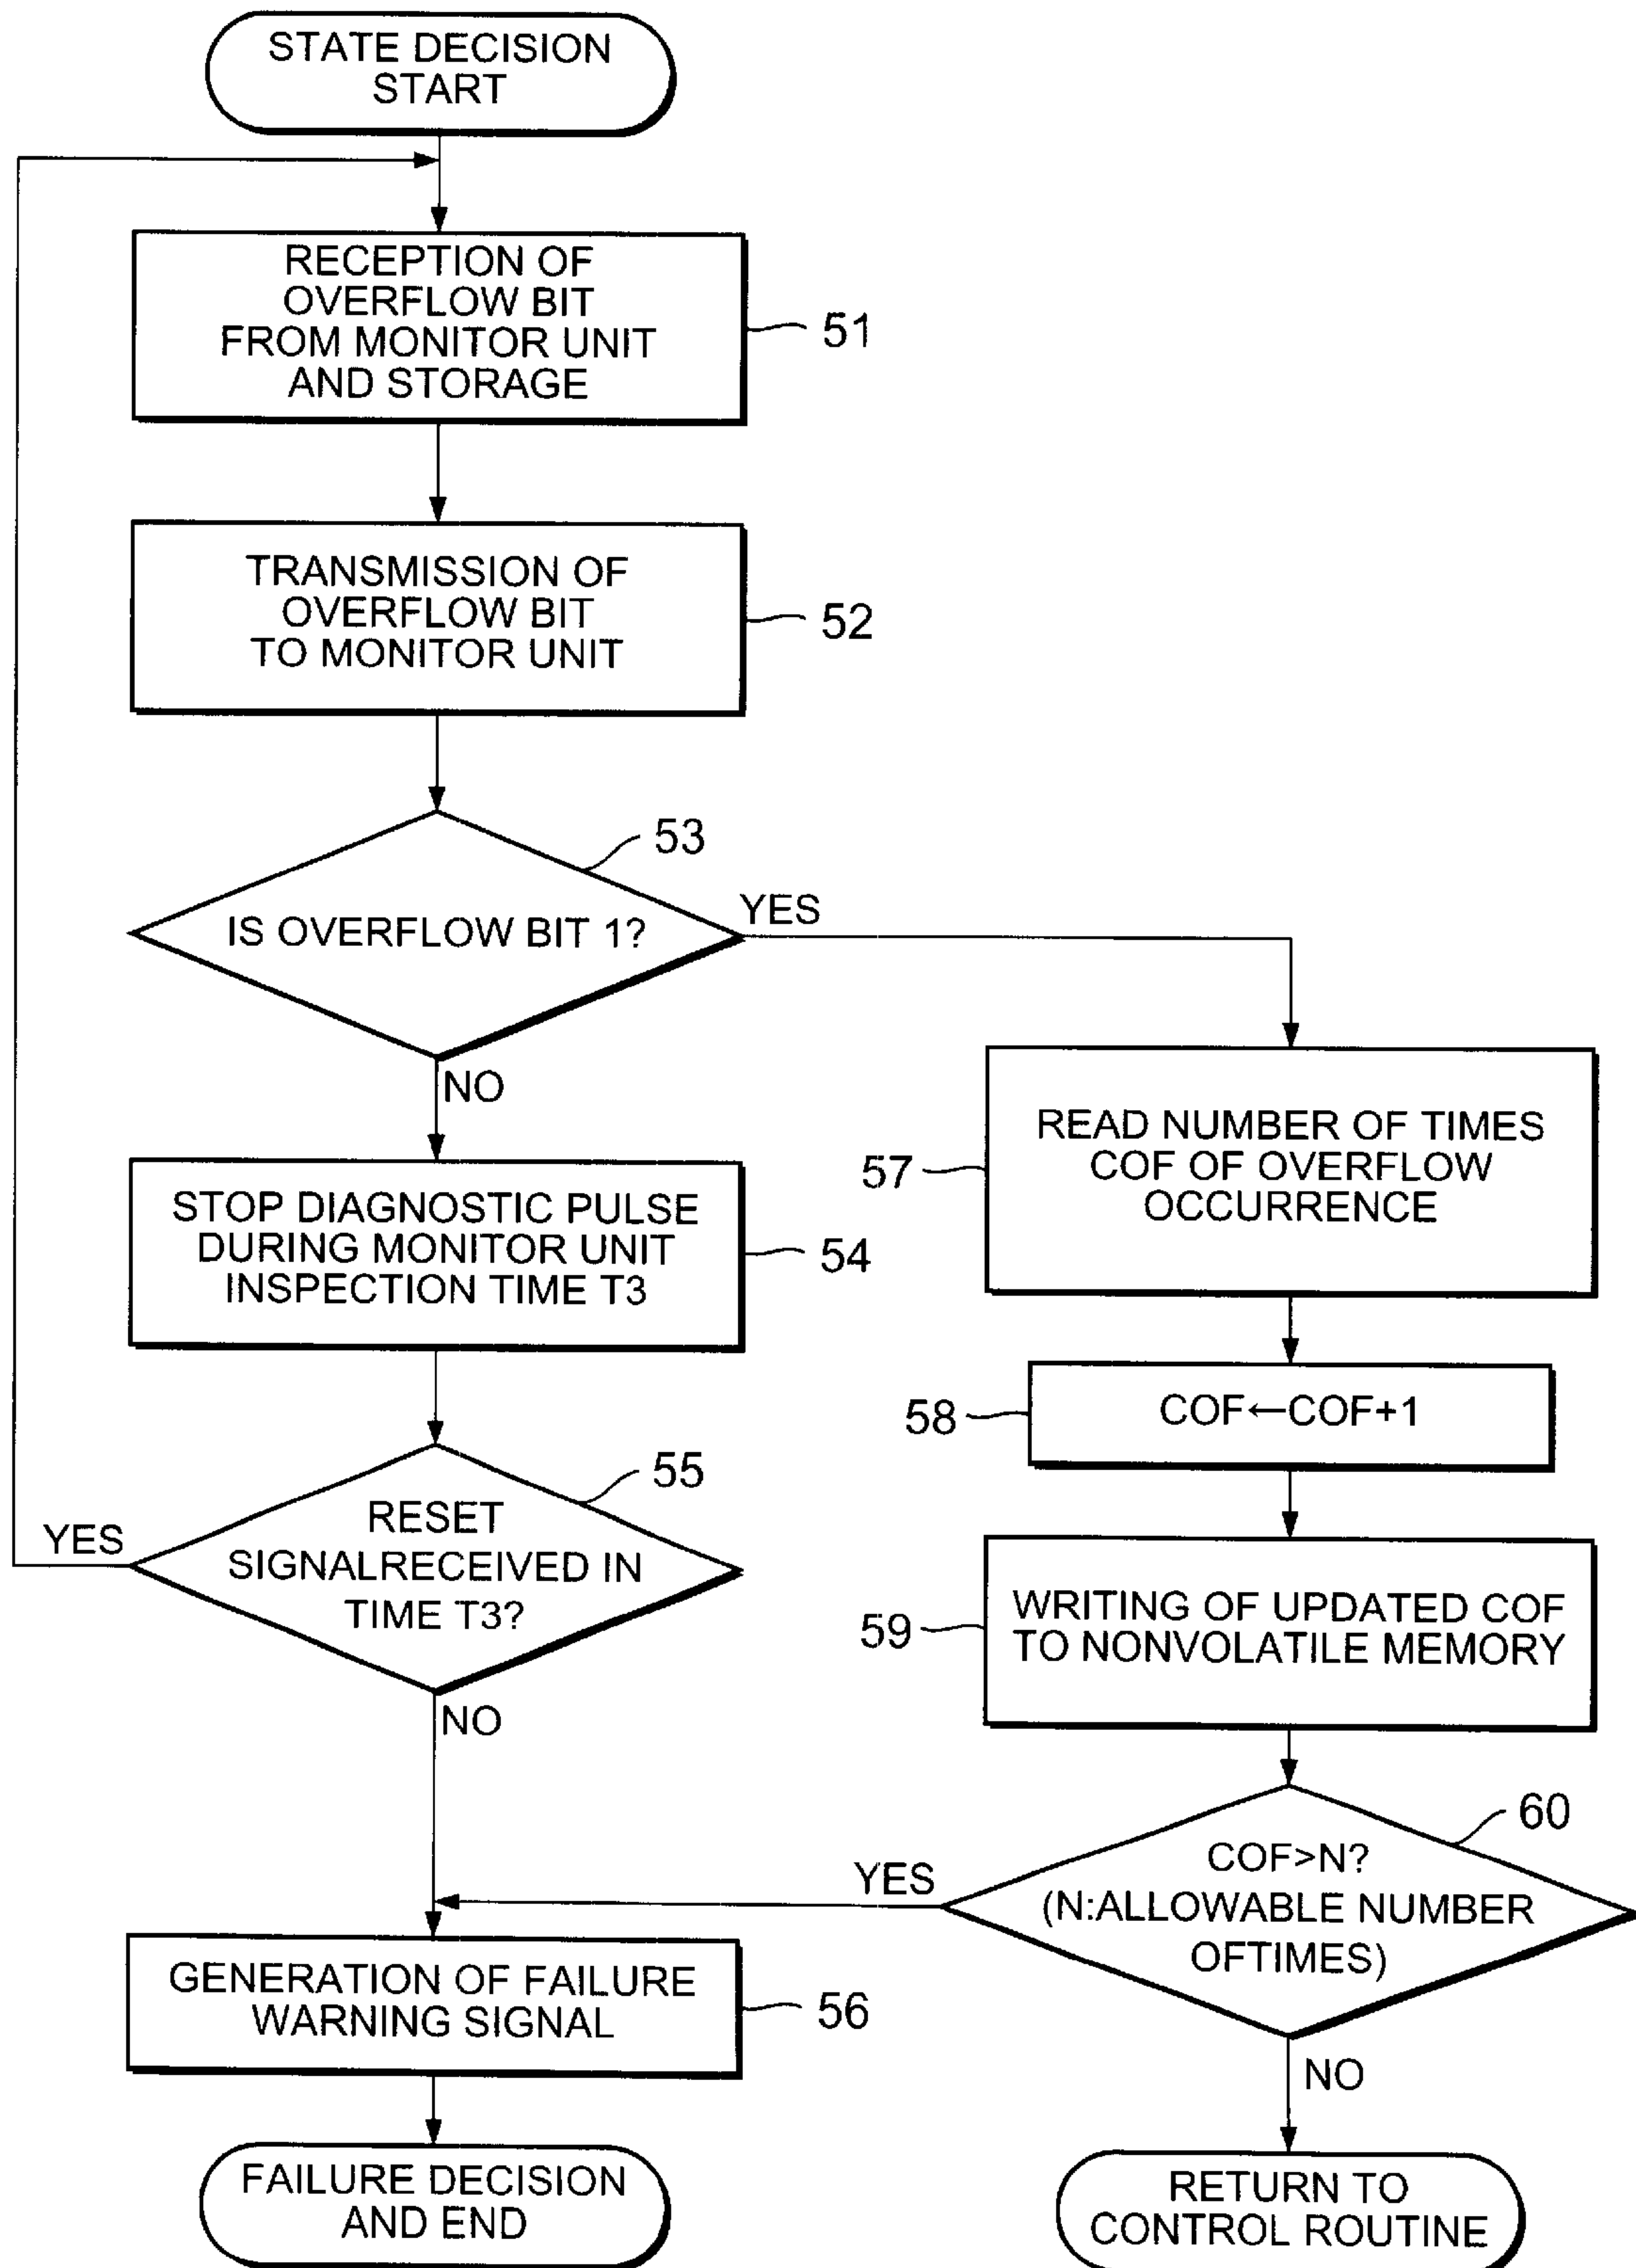 STATE DECISION
START
RECEPTION OF
OVERFLOW BIT
FROM MONITOR UNIT
AND STORAGE
51
TRANSMISSION OF
OVERFLOW BIT
TO MONITOR UNIT
52
53
IS OVERFLOW BIT 1?
YES
NO
STOP DIAGNOSTIC PULSE
DURING MONITOR UNIT
INSPECTION TIME T3
54
55
RESET
SIGNALRECEIVED IN
TIME T3?
YES
NO
GENERATION OF FAILURE
WARNING SIGNAL
56
FAILURE DECISION
AND END
READ NUMBER OF TIMES
COF OF OVERFLOW
OCCURRENCE
57
COF←COF+1
58
WRITING OF UPDATED COF
TO NONVOLATILE MEMORY
59
60
COF>N?
(N:ALLOWABLE NUMBER
OFTIMES)
YES
NO
RETURN TO
CONTROL ROUTINE